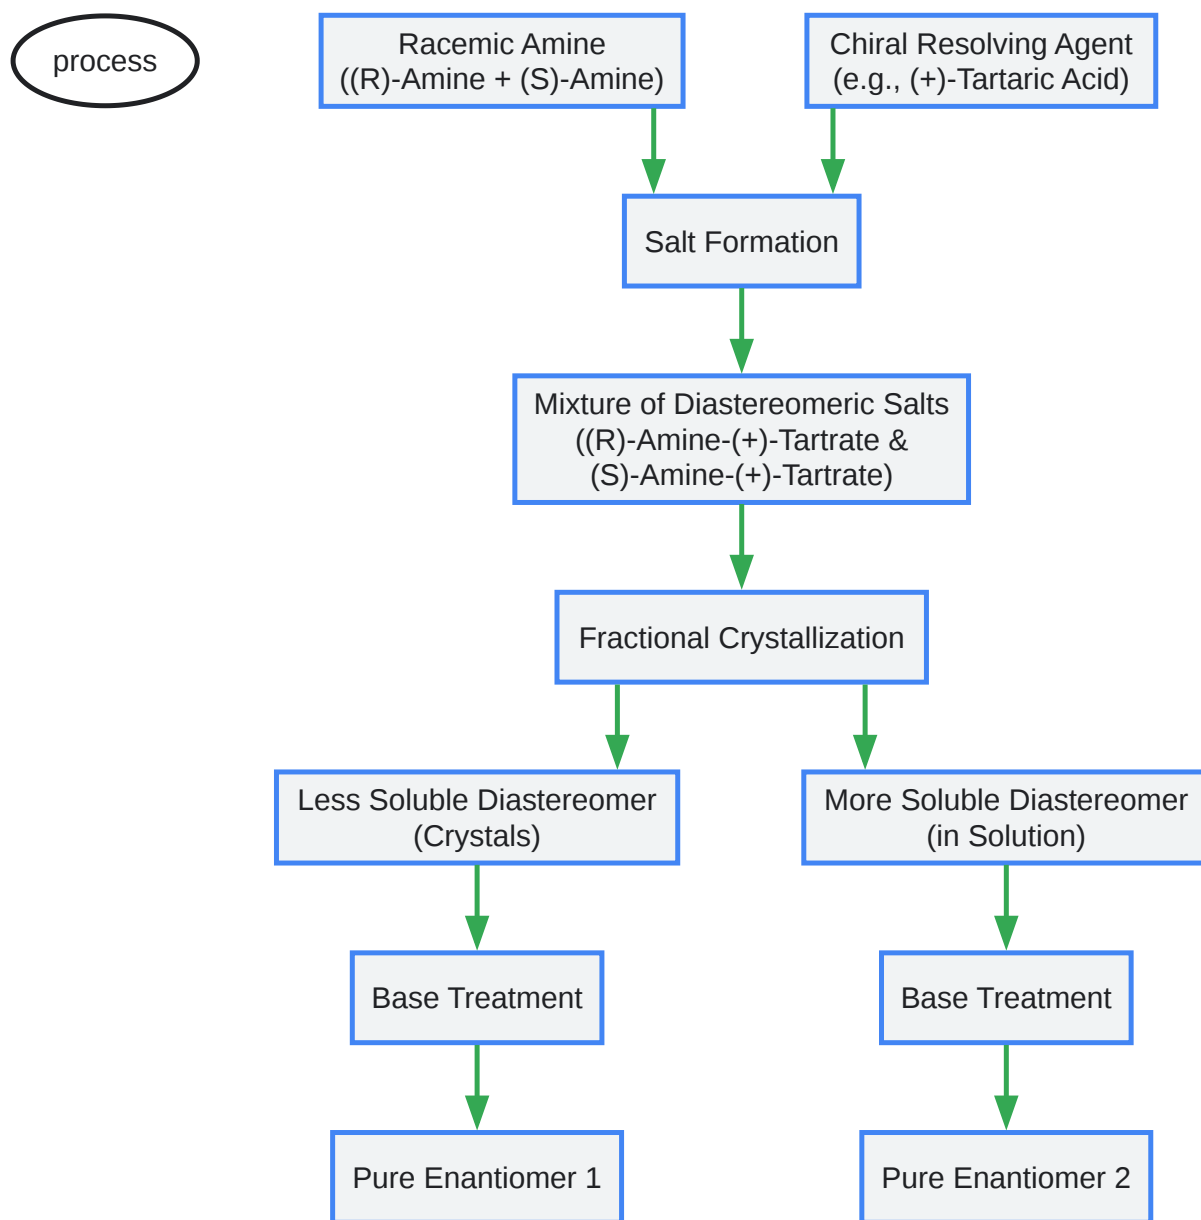 process
Racemic Amine
((R)-Amine + (S)-Amine)
Chiral Resolving Agent
(e.g., (+)-Tartaric Acid)
Salt Formation
Mixture of Diastereomeric Salts
((R)-Amine-(+)-Tartrate &
(S)-Amine-(+)-Tartrate)
Fractional Crystallization
Less Soluble Diastereomer
(Crystals)
More Soluble Diastereomer
(in Solution)
Base Treatment
Base Treatment
Pure Enantiomer 1
Pure Enantiomer 2